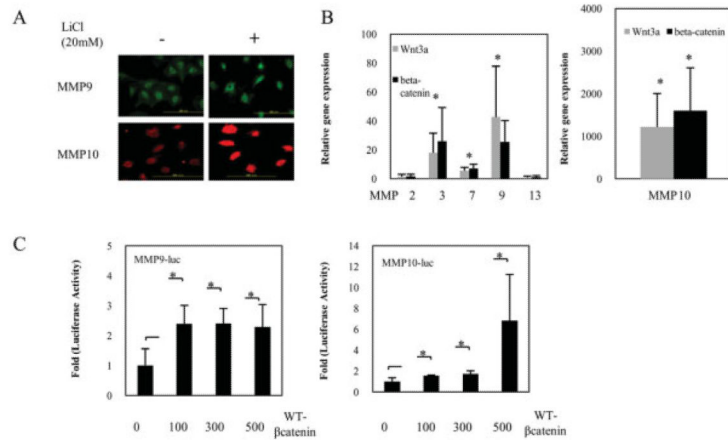 A
LiCl
(20mM)
-
+
MMP9
MMP10
B
Relative gene expression
100
80
60
40
20
0
Wnt3a
beta-
catenin
*
*
*
MMP 2 3 7 9 13
Relative gene expression
4000
3000
2000
1000
0
Wnt3a
beta-catenin
*
*
MMP10
C
Fold (Luciferase Activity)
5
4
3
2
1
0
MMP9-luc
*
*
*
0 100 300 500 WT-
βcatenin
Fold (Luciferase Activity)
14
12
10
8
6
4
2
0
MMP10-luc
*
*
*
0 100 300 500 WT-
βcatenin